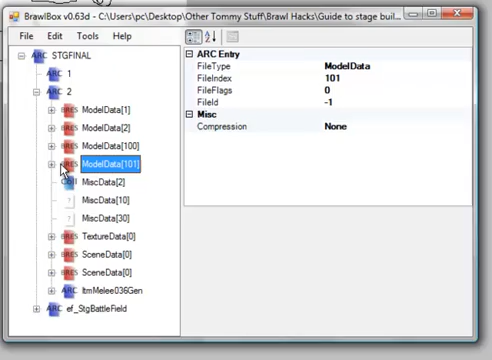 BrawlBox v0.63d - C:\Users\pc\Desktop\Other Tommy Stuff\Brawl Hacks\Guide to stage buil...
File Edit Tools Help
ARC STGFINAL
ARC 1
ARC 2
BRES ModelData[1]
BRES ModelData[2]
BRES ModelData[100]
BRES ModelData[101]
Coll MiscData[2]
? MiscData[10]
? MiscData[30]
BRES TextureData[0]
BRES SceneData[0]
BRES SceneData[0]
ARC ItmMelee036Gen
ARC ef_StgBattleField
ARC Entry
FileType ModelData
FileIndex 101
FileFlags 0
FileId -1
Misc
Compression None